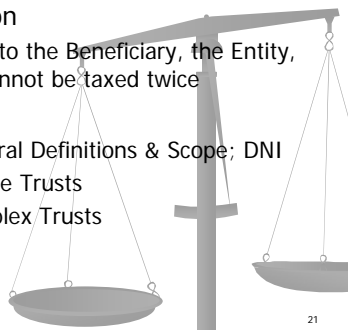 on
to the Beneficiary, the Entity,
nnot be taxed twice
ral Definitions & Scope; DNI
e Trusts
plex Trusts
21